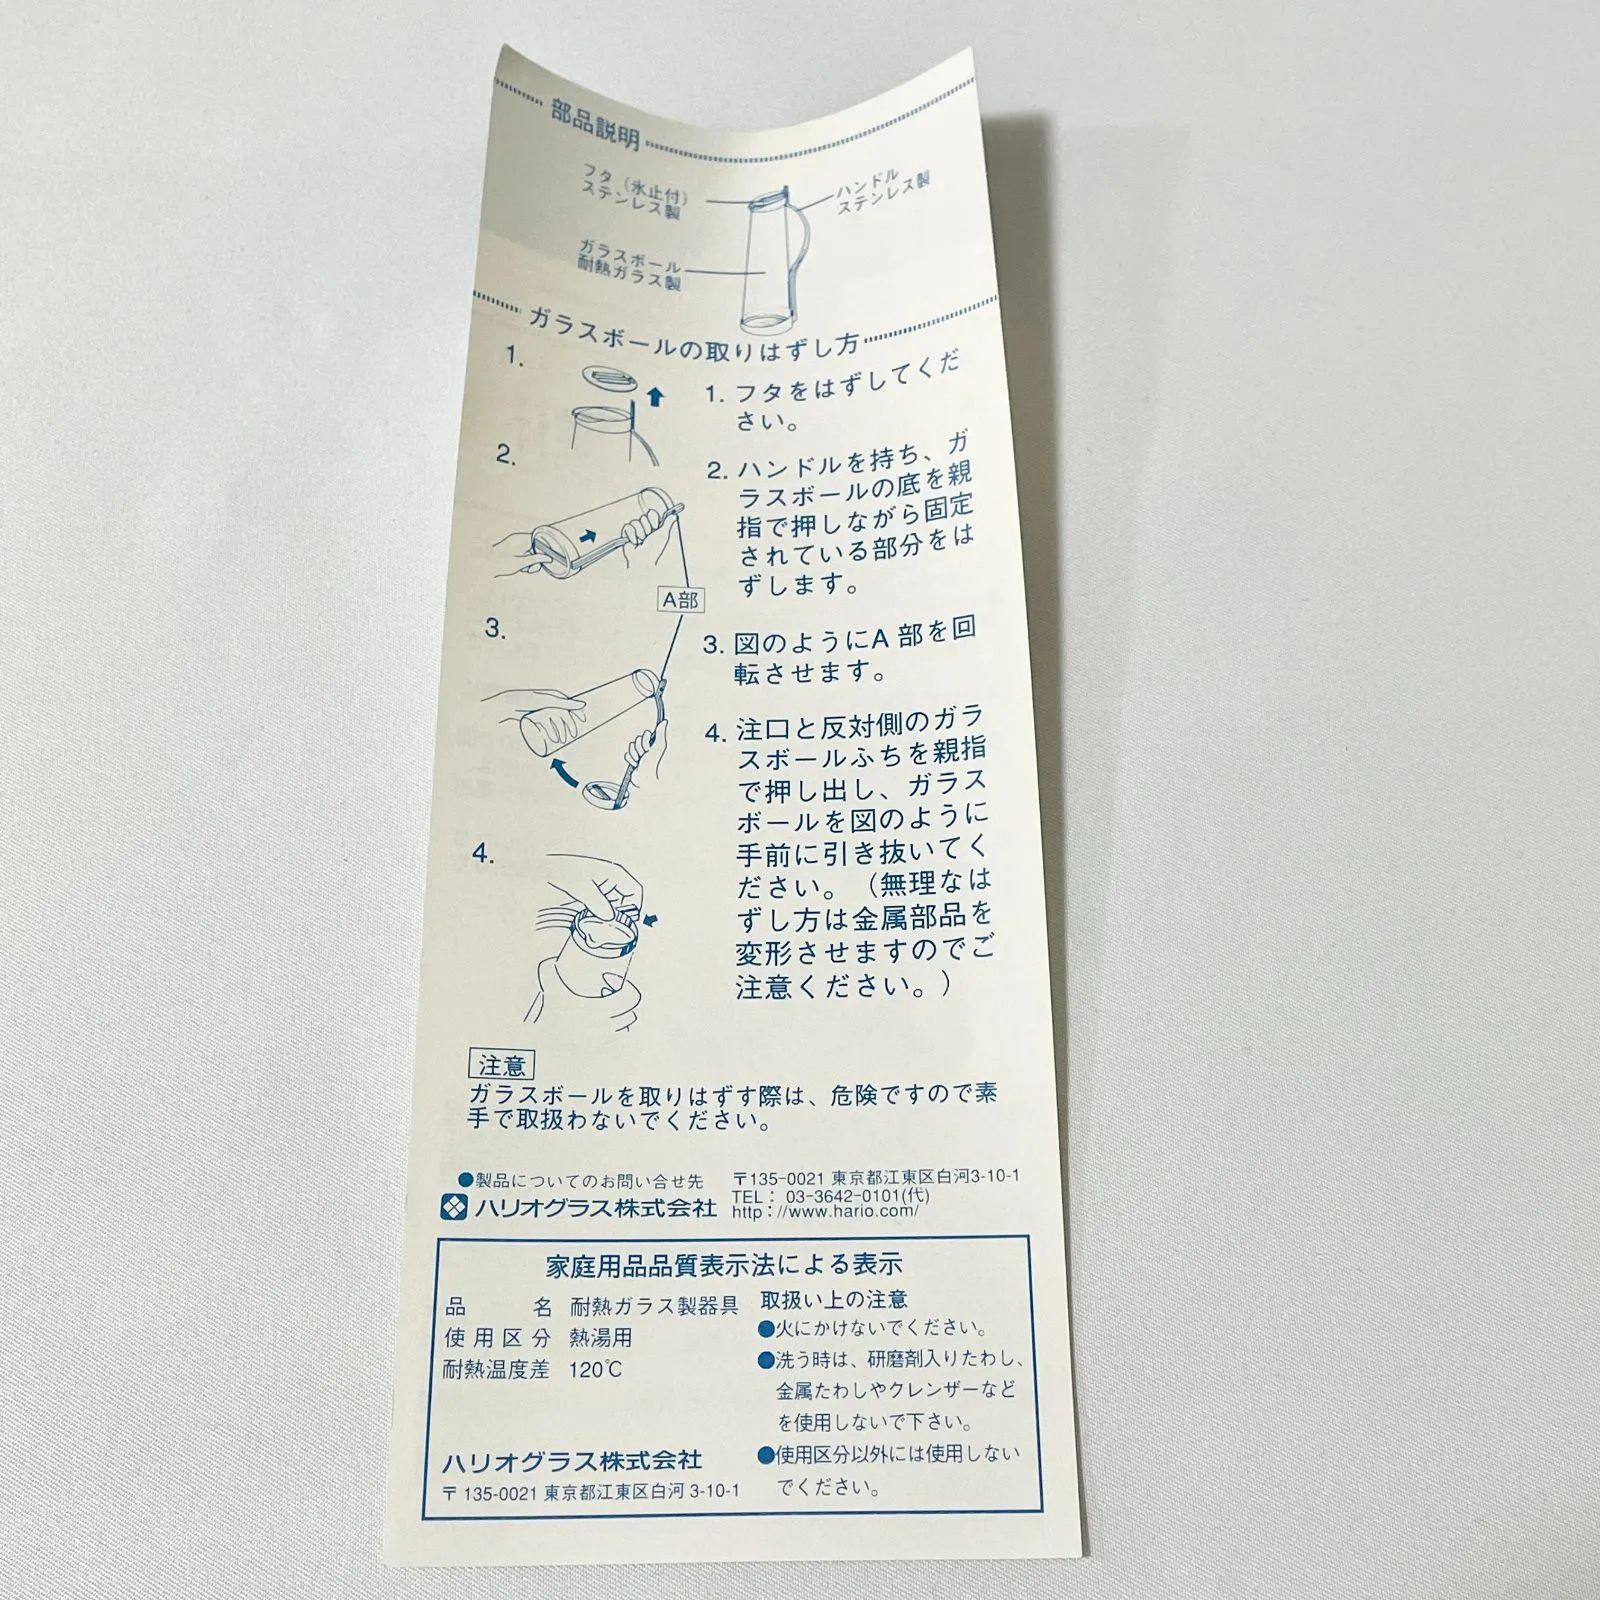 部品説明
フタ（氷止付）
ステンレス製
ハンドル
ステンレス製
ガラスボール
耐熱ガラス製
ガラスボールの取りはずし方
1.
1. フタをはずしてくだ
さい。
2.
2. ハンドルを持ち、ガ
ラスボールの底を親
指で押しながら固定
されている部分をは
ずします。
A部
3.
3. 図のようにA 部を回
転させます。
4.
4. 注口と反対側のガラ
スボールふちを親指
で押し出し、ガラス
ボールを図のように
手前に引き抜いてく
ださい。（無理なは
ずし方は金属部品を
変形させますのでご
注意ください。）
注意
ガラスボールを取りはずす際は、危険ですので素
手で取扱わないでください。
●製品についてのお問い合せ先
ハリオグラス株式会社
〒135-0021 東京都江東区白河3-10-1
TEL： 03-3642-0101(代)
http：//www.hario.com/
家庭用品品質表示法による表示
品名 耐熱ガラス製器具
使用区分 熱湯用
耐熱温度差 120℃
ハリオグラス株式会社
〒135-0021 東京都江東区白河 3-10-1
取扱い上の注意
●火にかけないでください。
●洗う時は、研磨剤入りたわし、
金属たわしやクレンザーなど
を使用しないで下さい。
●使用区分以外には使用しない
でください。